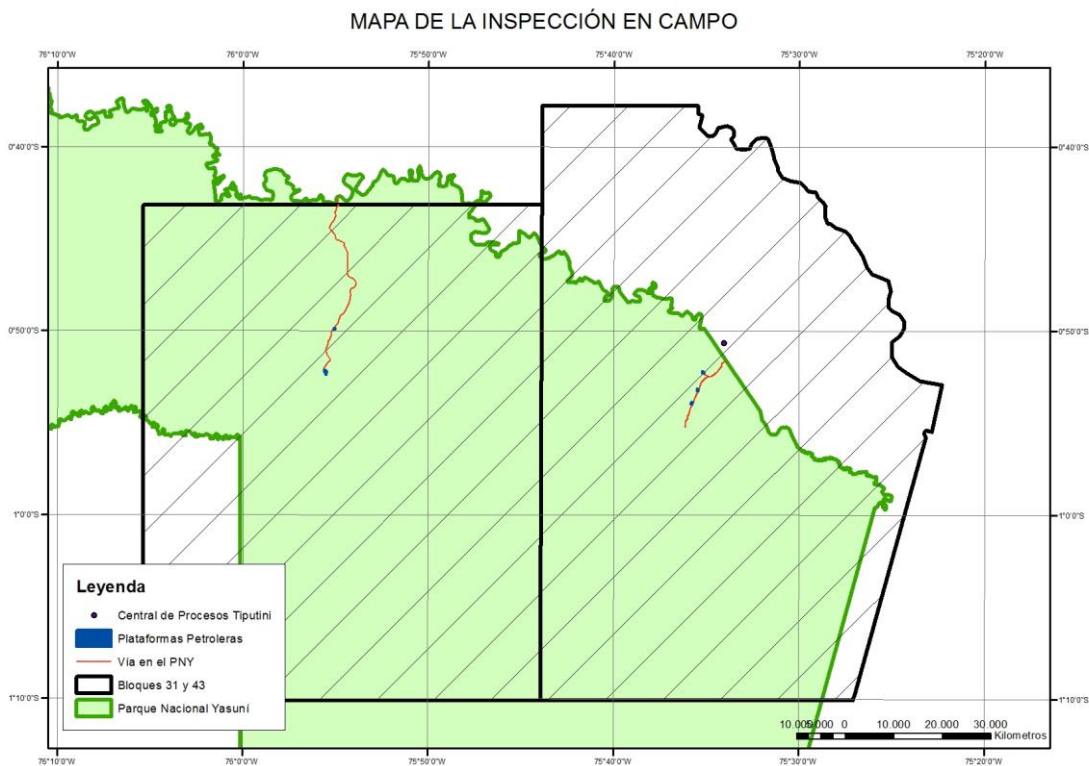 MAPA DE LA INSPECCIÓN EN CAMPO
76°10'0"W 76°0'0"W 75°50'0"W 75°40'0"W 75°30'0"W 75°20'0"W
0°40'0"S 0°40'0"S
0°50'0"S 0°50'0"S
1°0'0"S 1°0'0"S
Leyenda
Central de Procesos Tiputini
Plataformas Petroleras
Vía en el PNY
Bloques 31 y 43
Parque Nacional Yasuní
1°10'0"S 1°10'0"S
0 10.000 20.000 30.000
Kilometros
76°10'0"W 76°0'0"W 75°50'0"W 75°40'0"W 75°30'0"W 75°20'0"W